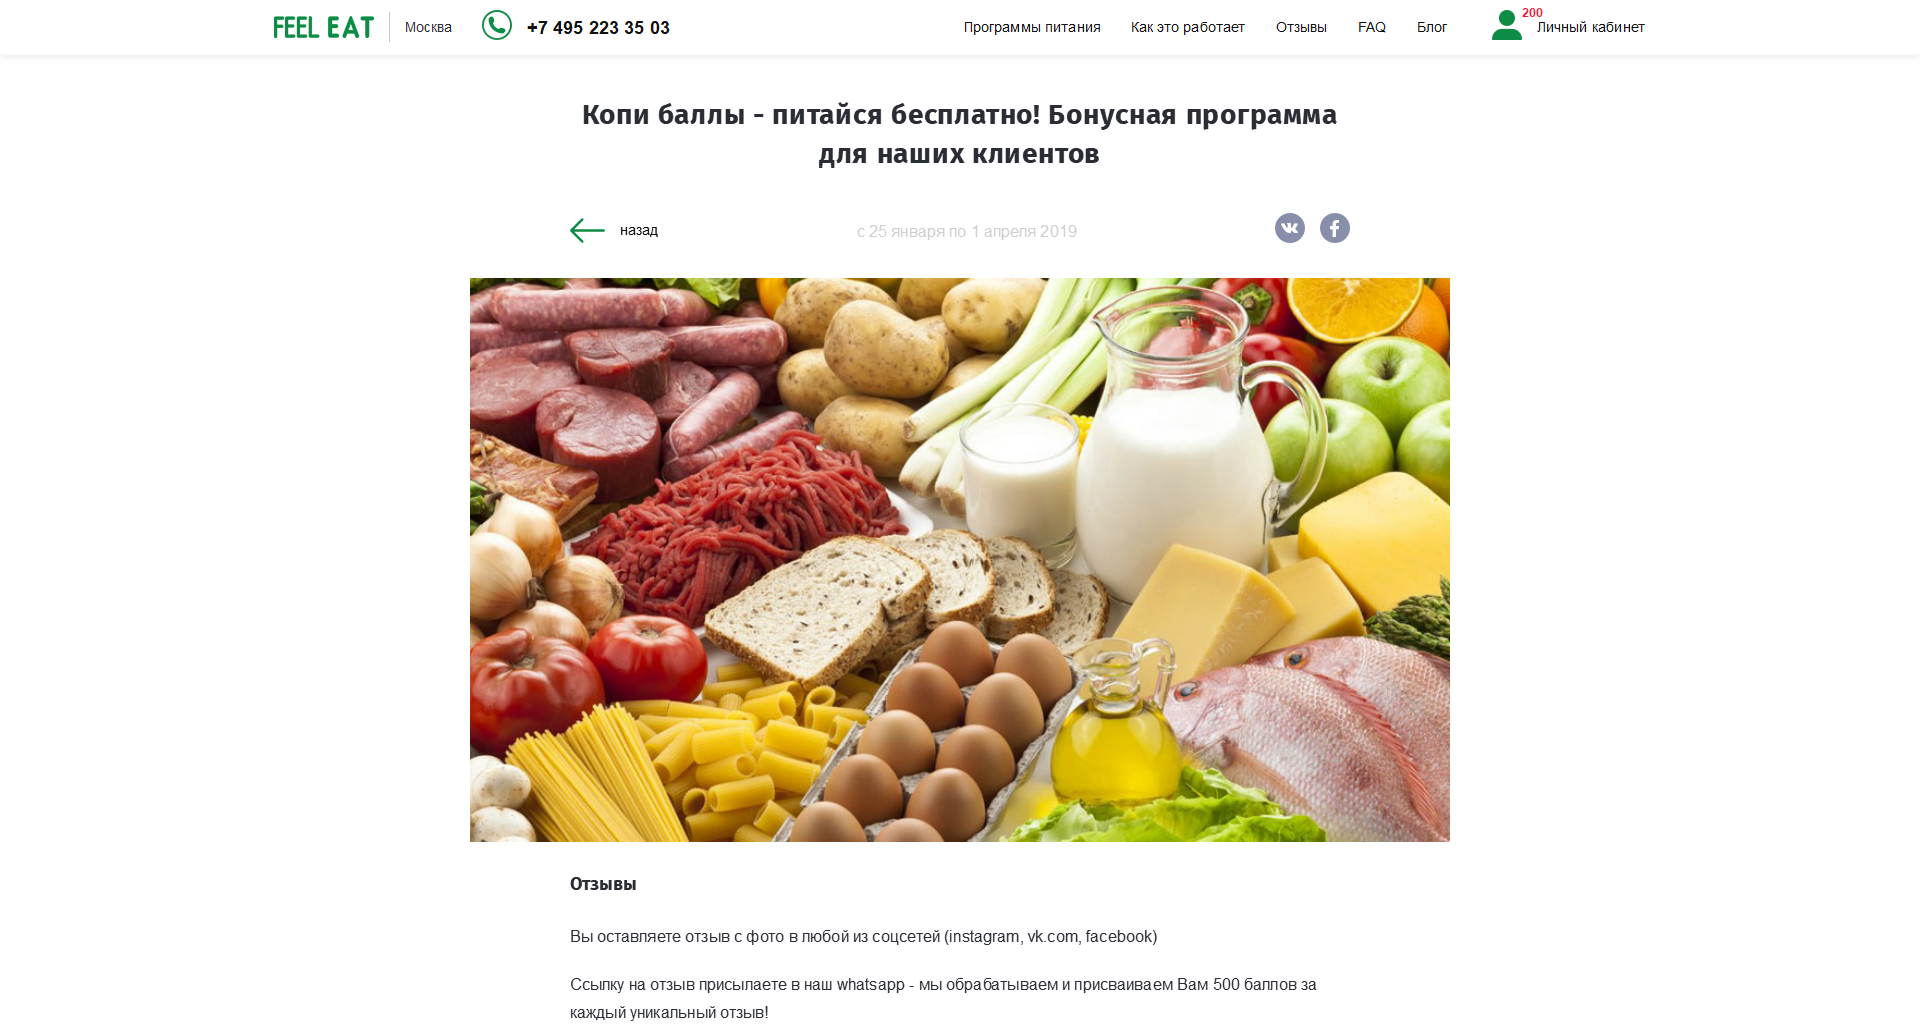 FEEL EAT
Москва
+7 495 223 35 03
Программы питания
Как это работает
Отзывы
FAQ
Блог
200
Личный кабинет
Копи баллы - питайся бесплатно! Бонусная программа
для наших клиентов
назад
с 25 января по 1 апреля 2019
Отзывы
Вы оставляете отзыв с фото в любой из соцсетей (instagram, vk.com, facebook)
Ссылку на отзыв присылаете в наш whatsapp - мы обрабатываем и присваиваем Вам 500 баллов за
каждый уникальный отзыв!